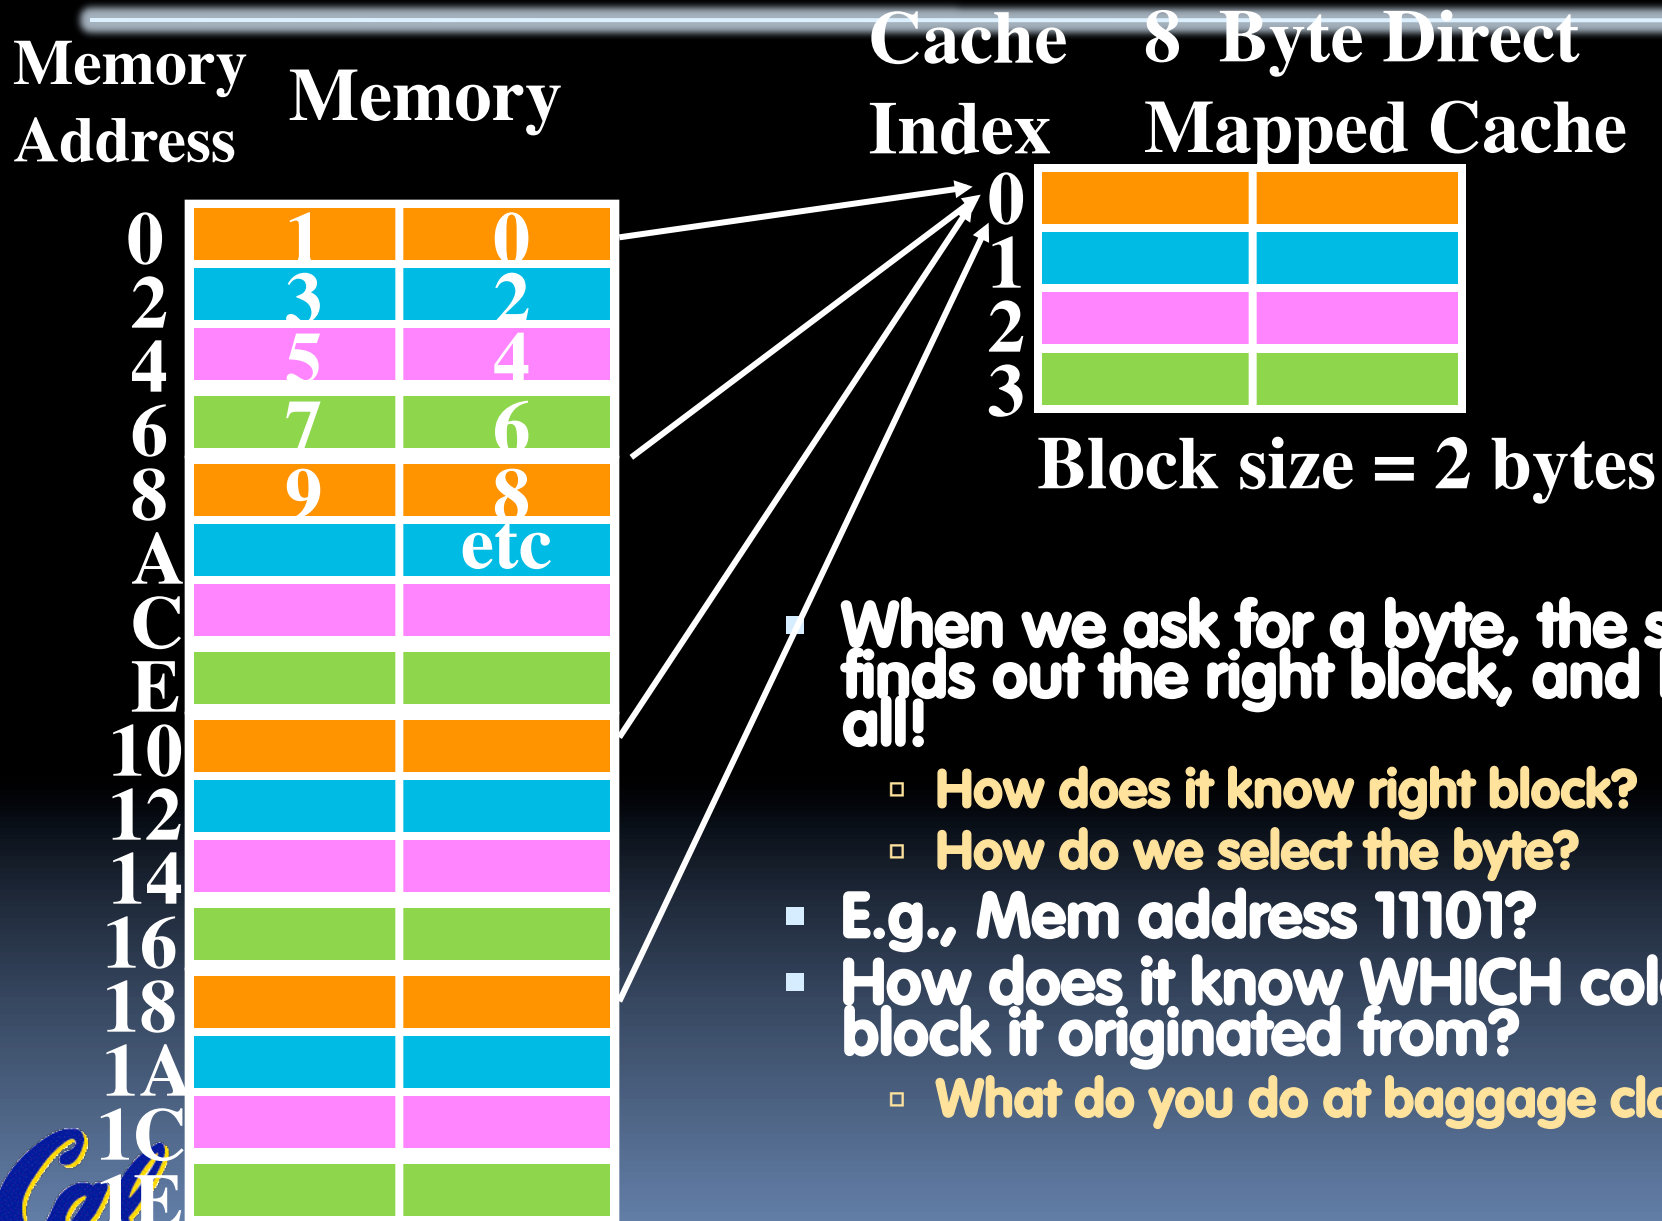 Memory
Address
Memory
Cache
Index
8 Byte Direct
Mapped Cache
0 1 0
2 3 2
4 5 4
6 7 6
8 9 8
A etc
C
E
10
12
14
16
18
1A
1C
1E
0
1
2
3
Block size = 2 bytes
When we ask for a byte, the
finds out the right block, and
all!
How does it know right block?
How do we select the byte?
E.g., Mem address 11101?
How does it know WHICH
block it originated from?
What do you do at baggage
Cal